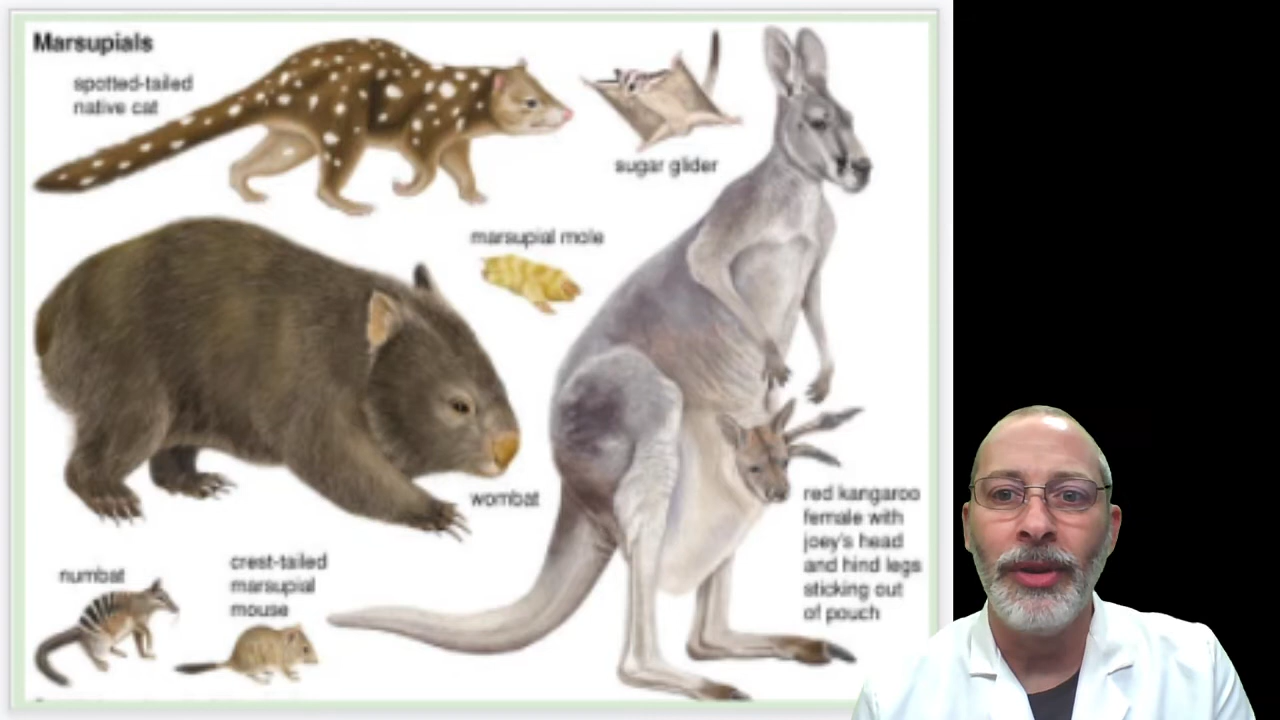 Marsupials
spotted-tailed
native cat
sugar glider
marsupial mole
wombat
red kangaroo
female with
joey's head
and hind legs
sticking out
of pouch
numbat
crest-tailed
marsupial
mouse